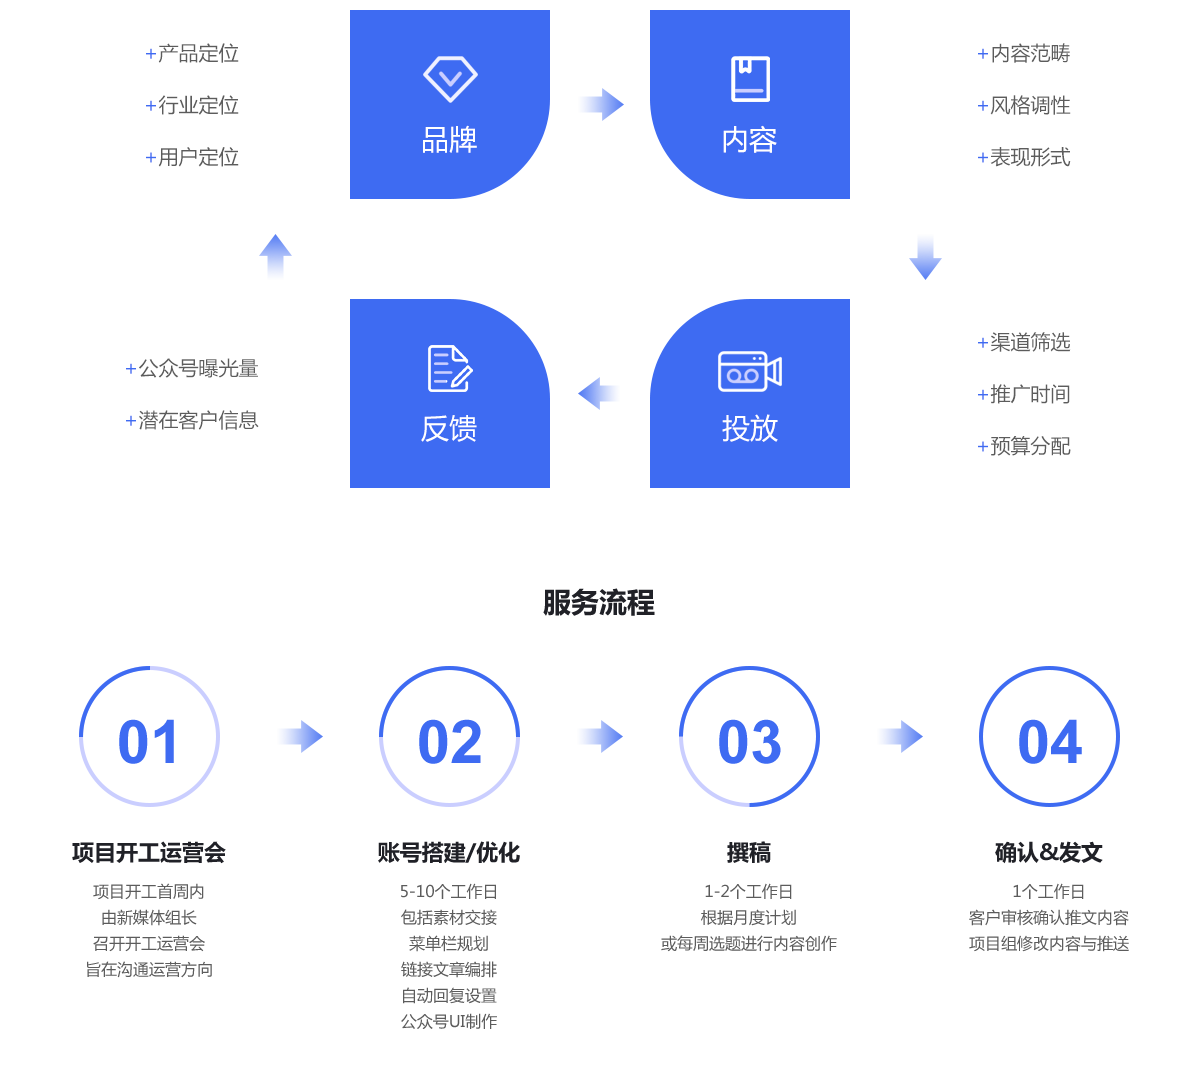 +产品定位
+行业定位
+用户定位
品牌
内容
+内容范畴
+风格调性
+表现形式
+公众号曝光量
+潜在客户信息
反馈
投放
+渠道筛选
+推广时间
+预算分配
服务流程
01
项目开工运营会
项目开工首周内
由新媒体组长
召开开工运营会
旨在沟通运营方向
02
账号搭建/优化
5-10个工作日
包括素材交接
菜单栏规划
链接文章编排
自动回复设置
公众号UI制作
03
撰稿
1-2个工作日
根据月度计划
或每周选题进行内容创作
04
确认&发文
1个工作日
客户审核确认推文内容
项目组修改内容与推送